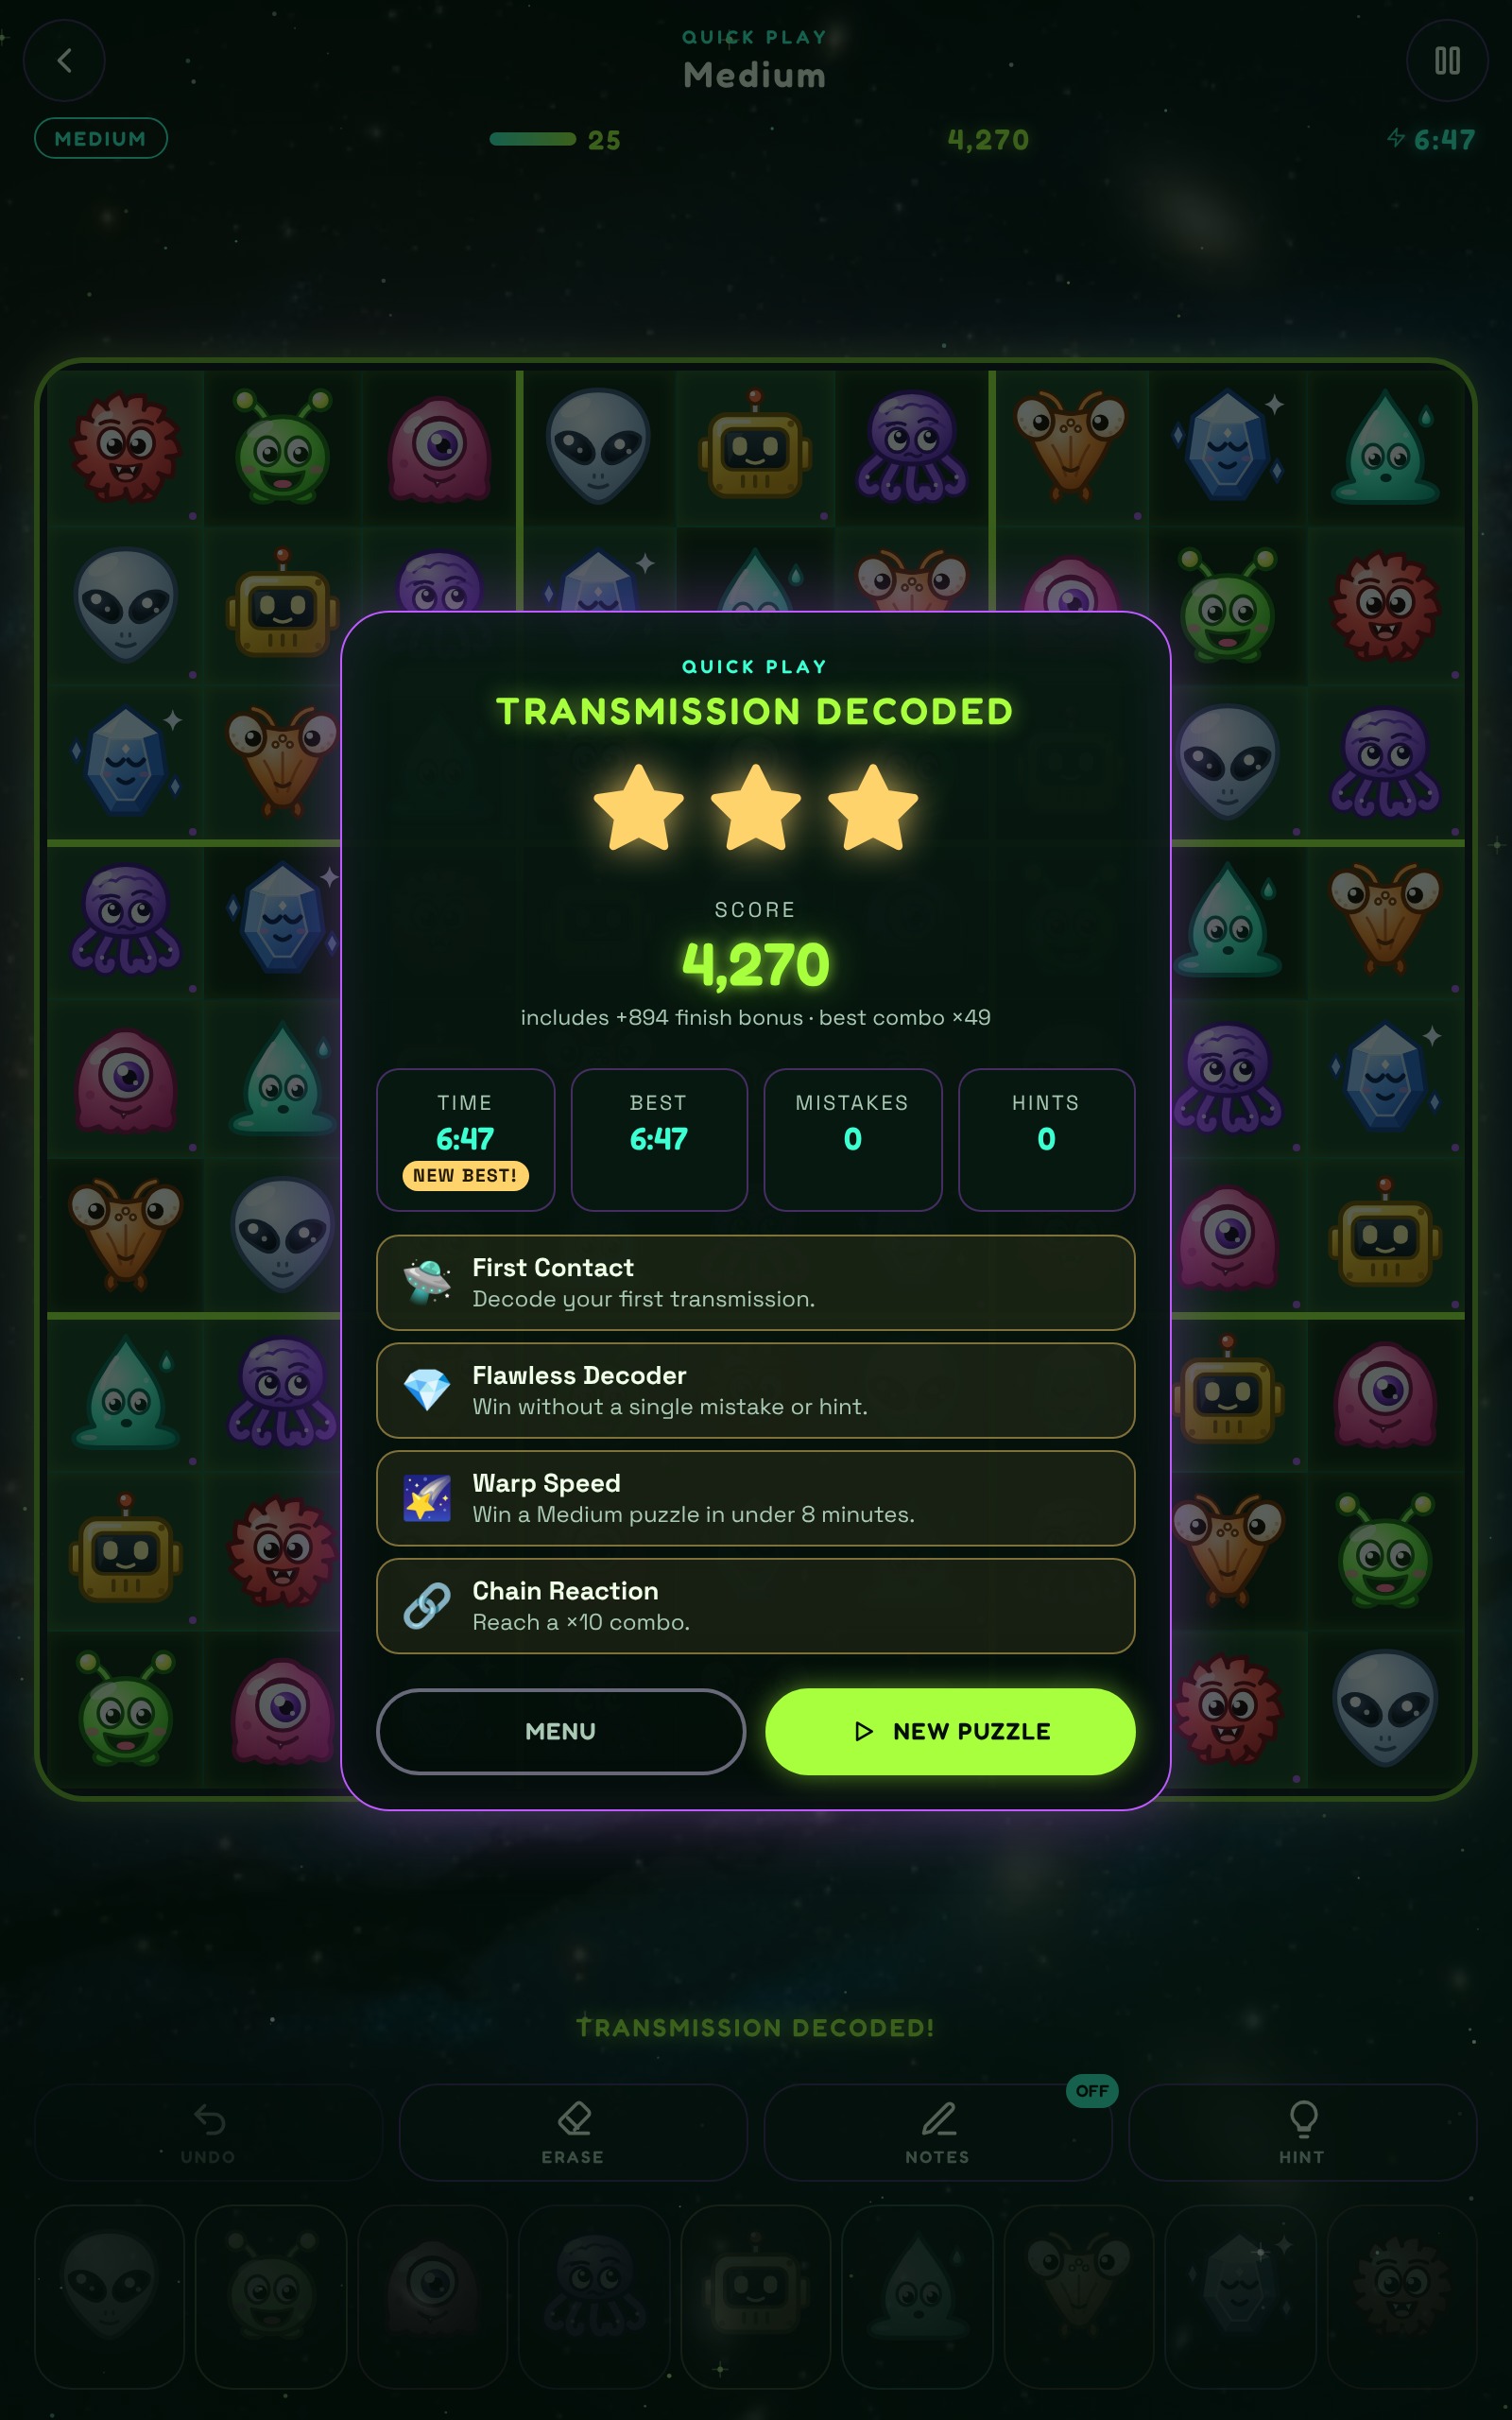 QUICK PLAY
Medium
MEDIUM
25
4,270
6:47
QUICK PLAY
TRANSMISSION DECODED
SCORE
4,270
includes +894 finish bonus · best combo ×49
TIME
6:47
NEW BEST!
BEST
6:47
MISTAKES
0
HINTS
0
First Contact
Decode your first transmission.
Flawless Decoder
Win without a single mistake or hint.
Warp Speed
Win a Medium puzzle in under 8 minutes.
Chain Reaction
Reach a ×10 combo.
MENU
NEW PUZZLE
TRANSMISSION DECODED!
UNDO
ERASE
OFF
NOTES
HINT